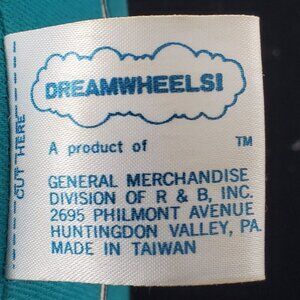 DREAMWHEELS!
A product of TM
GENERAL MERCHANDISE
DIVISION OF R & B, INC.
2695 PHILMONT AVENUE
HUNTINGDON VALLEY, PA.
MADE IN TAIWAN
CUT HERE